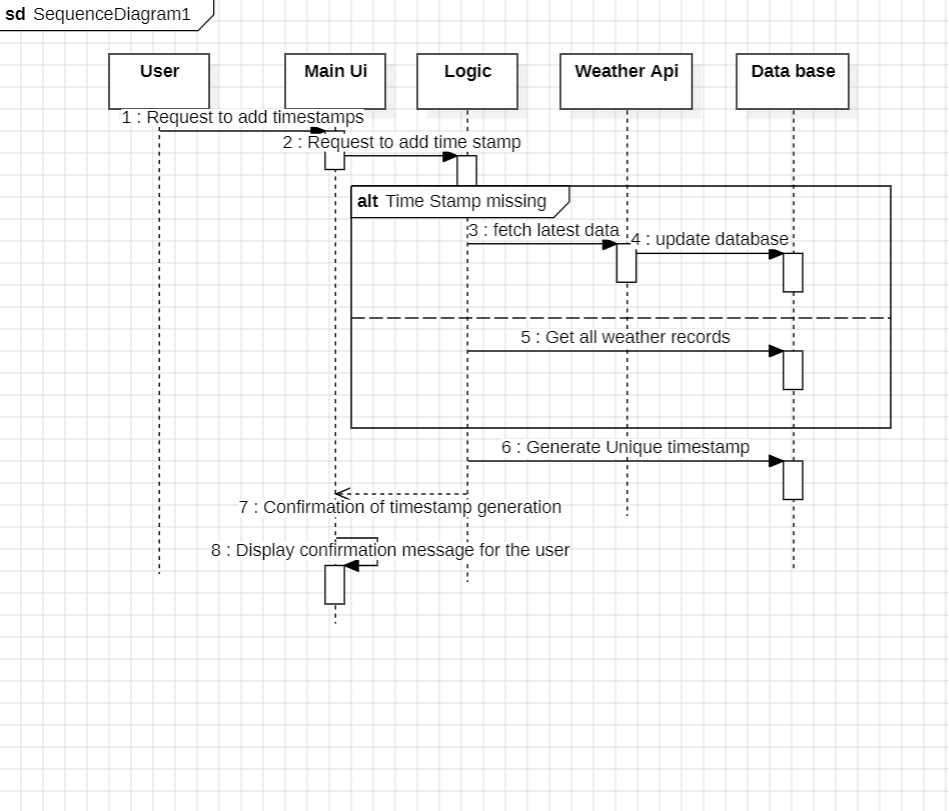 sd SequenceDiagram1
User
Main Ui
Logic
Weather Api
Data base
1 : Request to add timestamps
2 : Request to add time stamp
alt Time Stamp missing
3 : fetch latest data
4 : update database
5 : Get all weather records
6 : Generate Unique timestamp
7 : Confirmation of timestamp generation
8 : Display confirmation message for the user